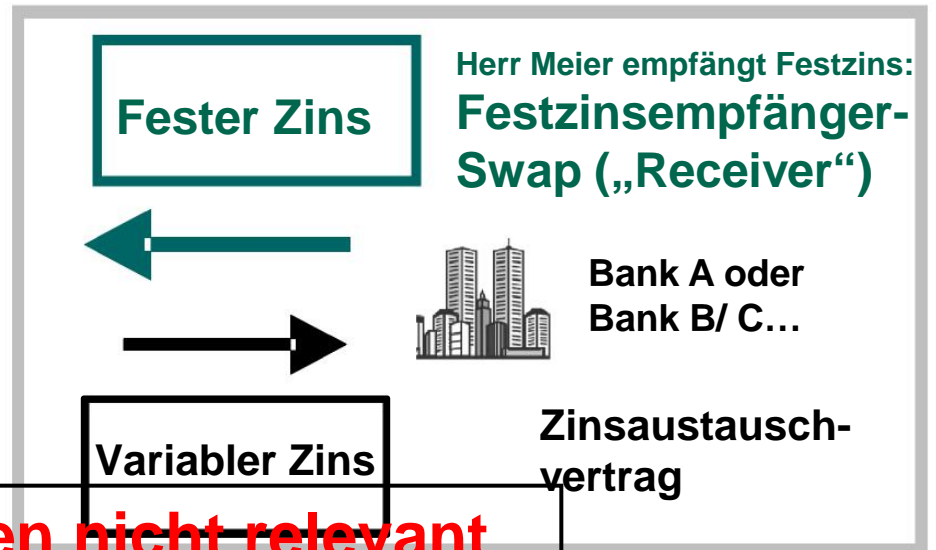 Fester Zins
Herr Meier empfängt Festzins:
Festzinsempfänger-
Swap („Receiver“)
Bank A oder
Bank B/ C…
Variabler Zins
Zinsaustausch-
vertrag
nicht relevant